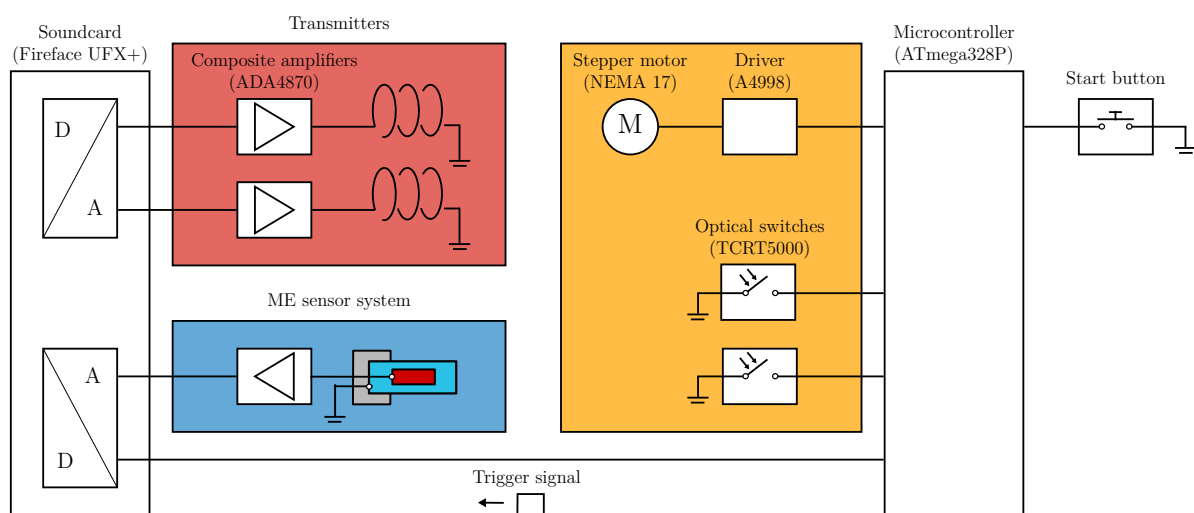 Soundcard
(Fireface UFX+)
Transmitters
Composite amplifiers
(ADA4870)
Stepper motor
(NEMA 17)
Driver
(A4998)
Microcontroller
(ATmega328P)
Start button
D
A
M
Optical switches
(TCRT5000)
ME sensor system
A
D
Trigger signal